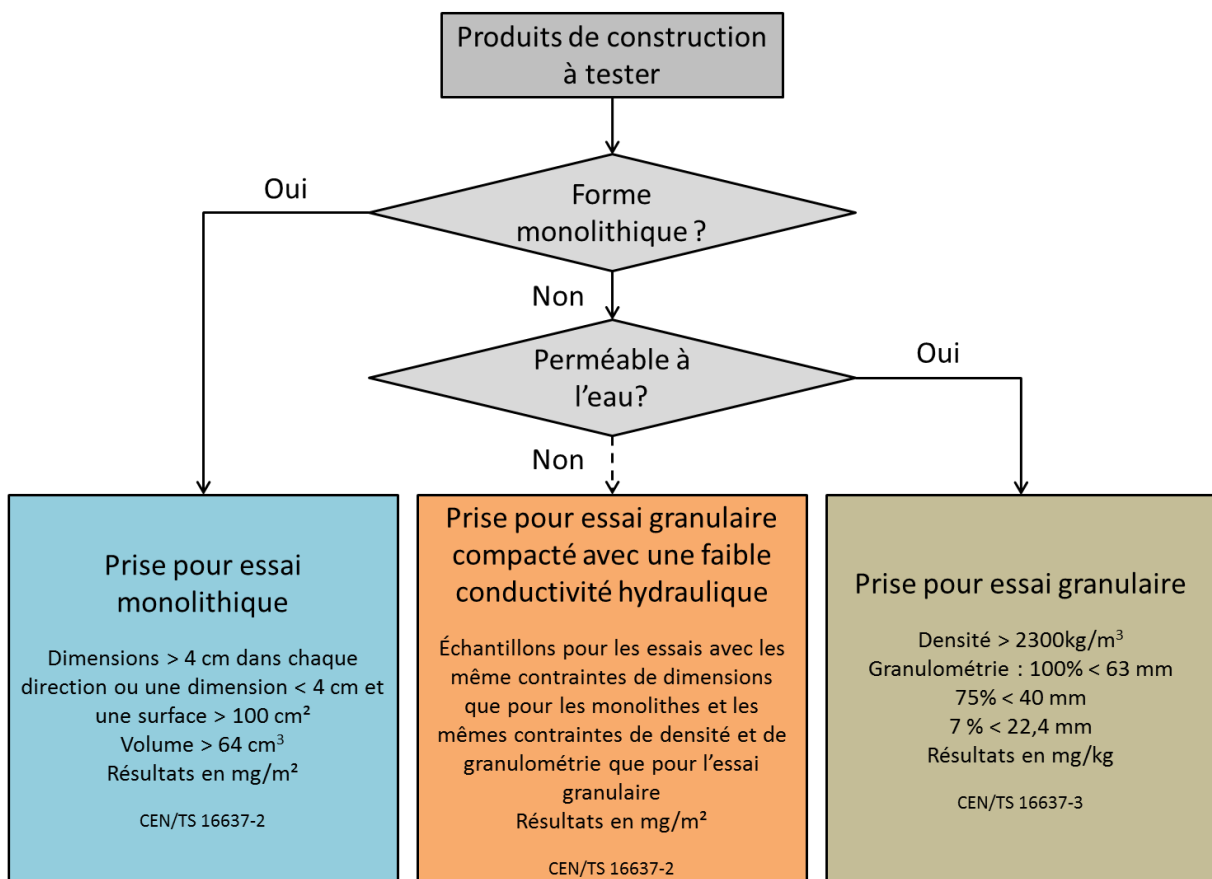 Produits de construction
à tester
Oui
Forme
monolithique ?
Non
Perméable à
l’eau?
Oui
Non
Prise pour essai
monolithique
Dimensions > 4 cm dans chaque
direction ou une dimension < 4 cm et
une surface > 100 cm²
Volume > 64 cm³
Résultats en mg/m²
CEN/TS 16637-2
Prise pour essai granulaire
compacté avec une faible
conductivité hydraulique
Échantillons pour les essais avec les
même contraintes de dimensions
que pour les monolithes et les
mêmes contraintes de densité et de
granulométrie que pour l’essai
granulaire
Résultats en mg/m²
CEN/TS 16637-2
Prise pour essai granulaire
Densité > 2300kg/m³
Granulométrie : 100% < 63 mm
75% < 40 mm
7 % < 22,4 mm
Résultats en mg/kg
CEN/TS 16637-3